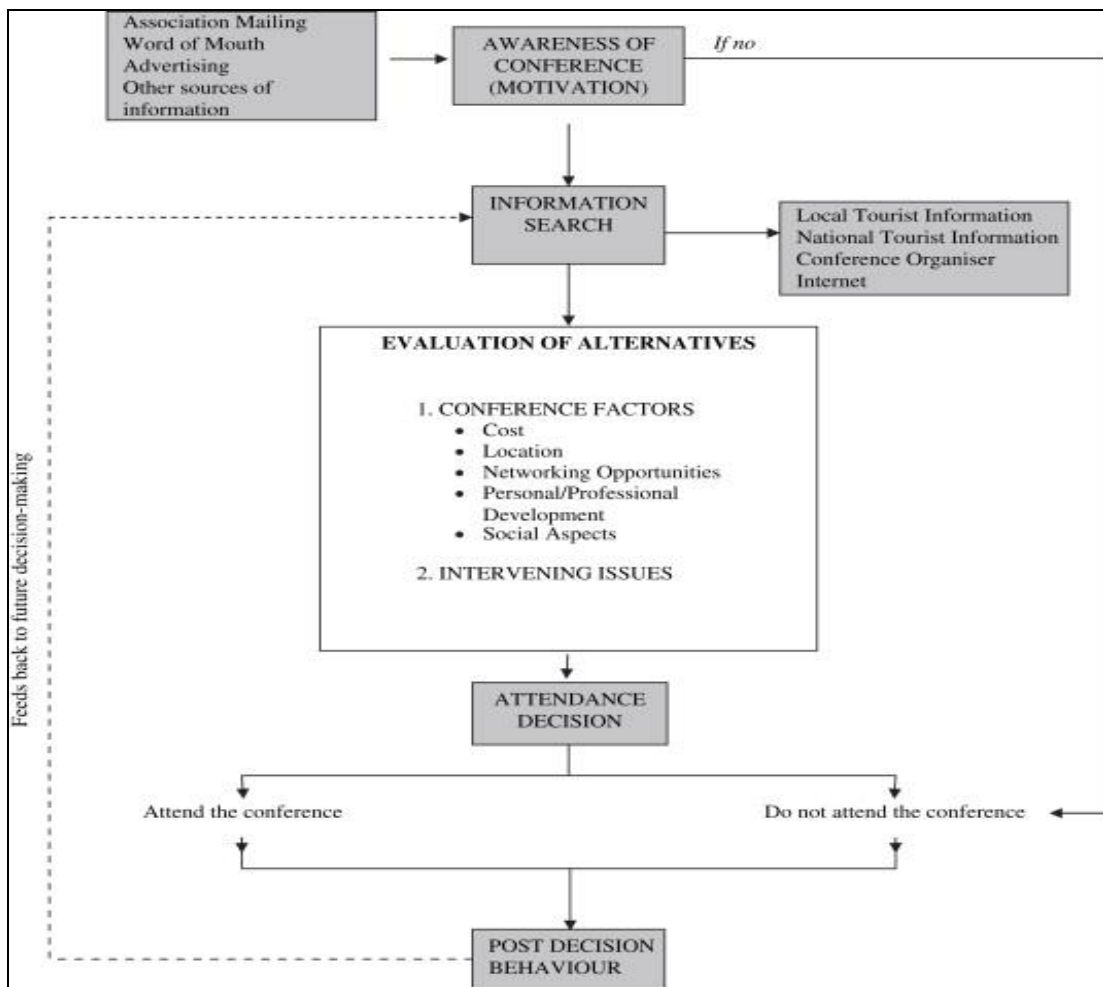 Association Mailing
Word of Mouth
Advertising
Other sources of
information
AWARENESS OF
CONFERENCE
(MOTIVATION)
If no
INFORMATION
SEARCH
Local Tourist Information
National Tourist Information
Conference Organiser
Internet
EVALUATION OF ALTERNATIVES
1. CONFERENCE FACTORS
• Cost
• Location
• Networking Opportunities
• Personal/Professional
Development
• Social Aspects
2. INTERVENING ISSUES
Feeds back to future decision-making
ATTENDANCE
DECISION
Attend the conference
Do not attend the conference
POST DECISION
BEHAVIOUR